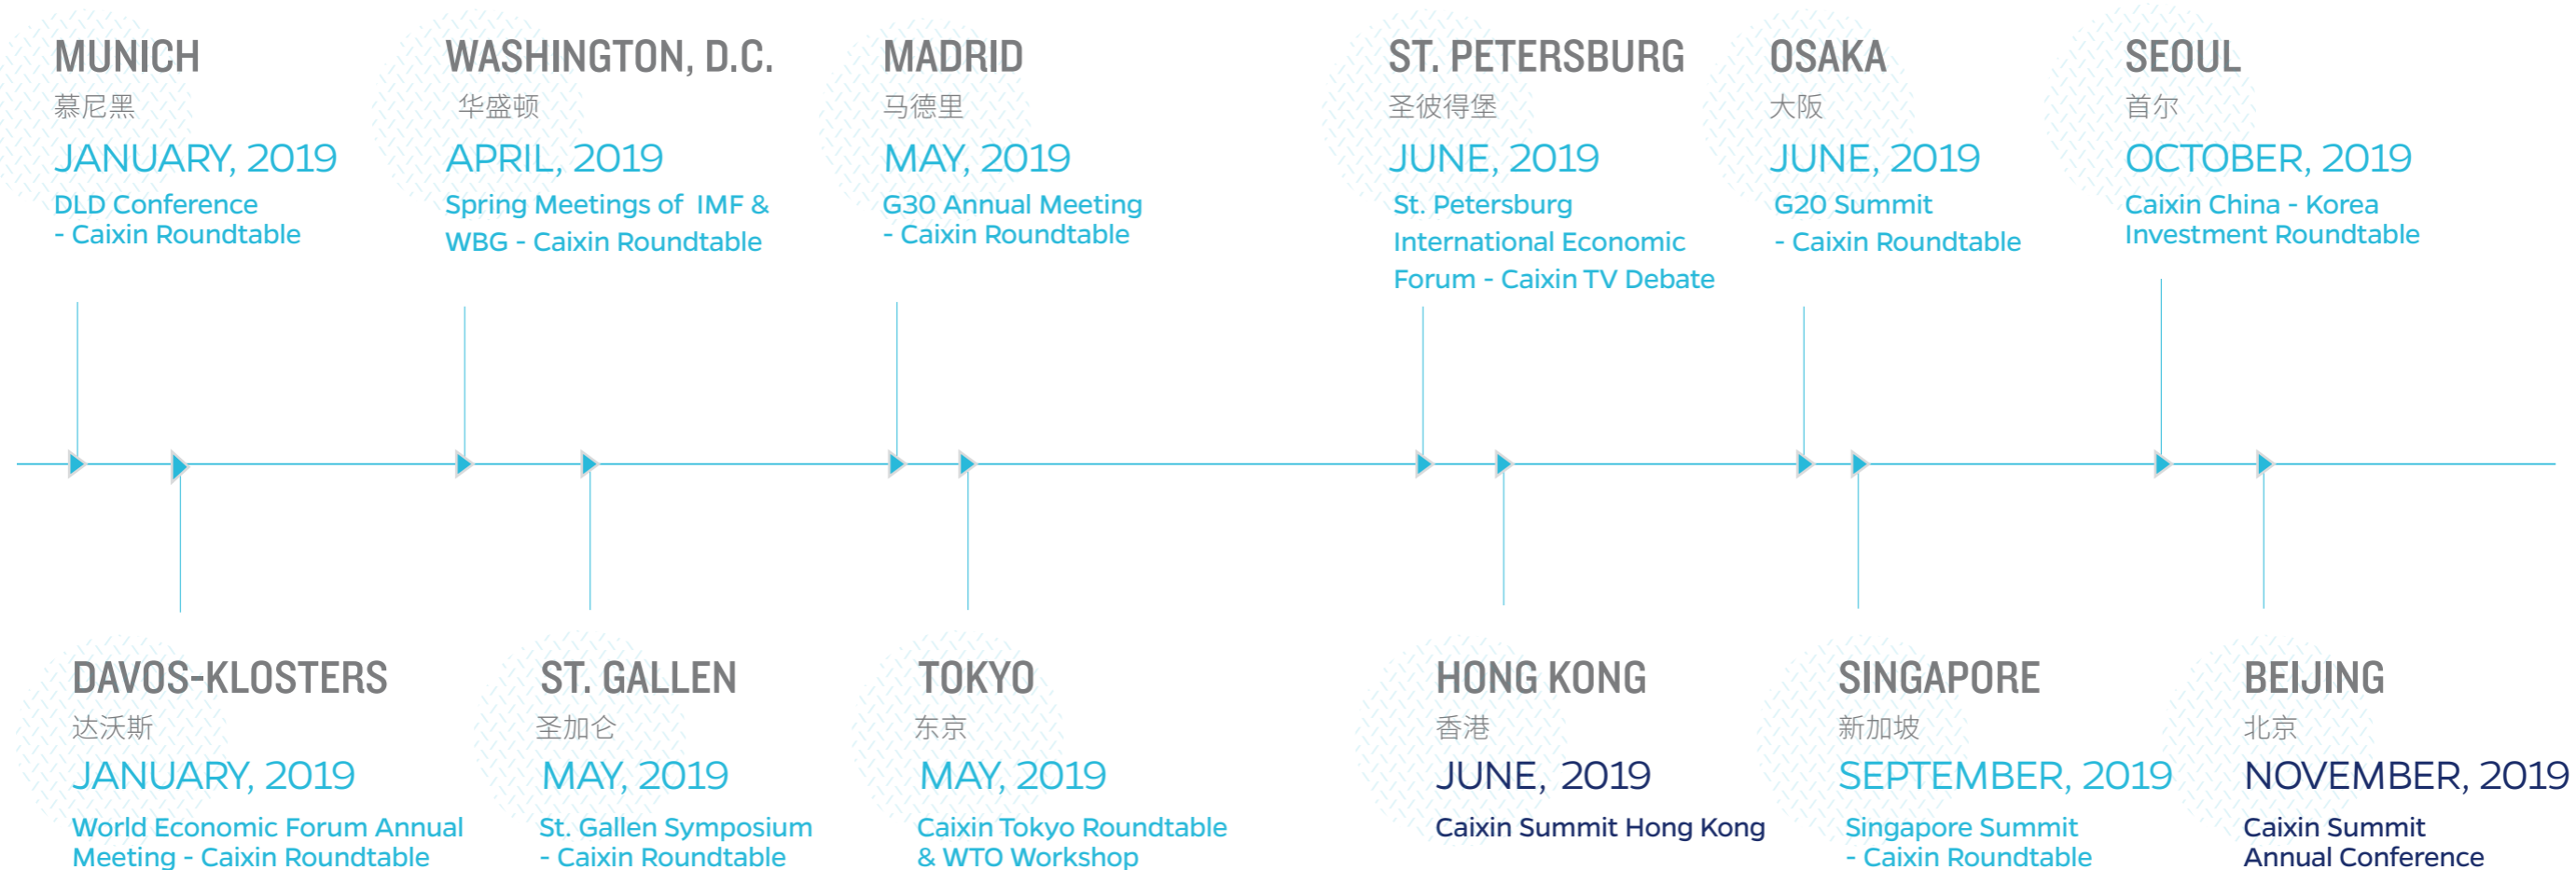 MUNICH
慕尼黑
JANUARY, 2019
DLD Conference
- Caixin Roundtable
WASHINGTON, D.C.
华盛顿
APRIL, 2019
Spring Meetings of IMF &
WBG - Caixin Roundtable
MADRID
马德里
MAY, 2019
G30 Annual Meeting
- Caixin Roundtable
ST. PETERSBURG
圣彼得堡
JUNE, 2019
St. Petersburg
International Economic
Forum - Caixin TV Debate
OSAKA
大阪
JUNE, 2019
G20 Summit
- Caixin Roundtable
SEOUL
首尔
OCTOBER, 2019
Caixin China - Korea
Investment Roundtable
DAVOS-KLOSTERS
达沃斯
JANUARY, 2019
World Economic Forum Annual
Meeting - Caixin Roundtable
ST. GALLEN
圣加仑
MAY, 2019
St. Gallen Symposium
- Caixin Roundtable
TOKYO
东京
MAY, 2019
Caixin Tokyo Roundtable
& WTO Workshop
HONG KONG
香港
JUNE, 2019
Caixin Summit Hong Kong
SINGAPORE
新加坡
SEPTEMBER, 2019
Singapore Summit
- Caixin Roundtable
BEIJING
北京
NOVEMBER, 2019
Caixin Summit
Annual Conference